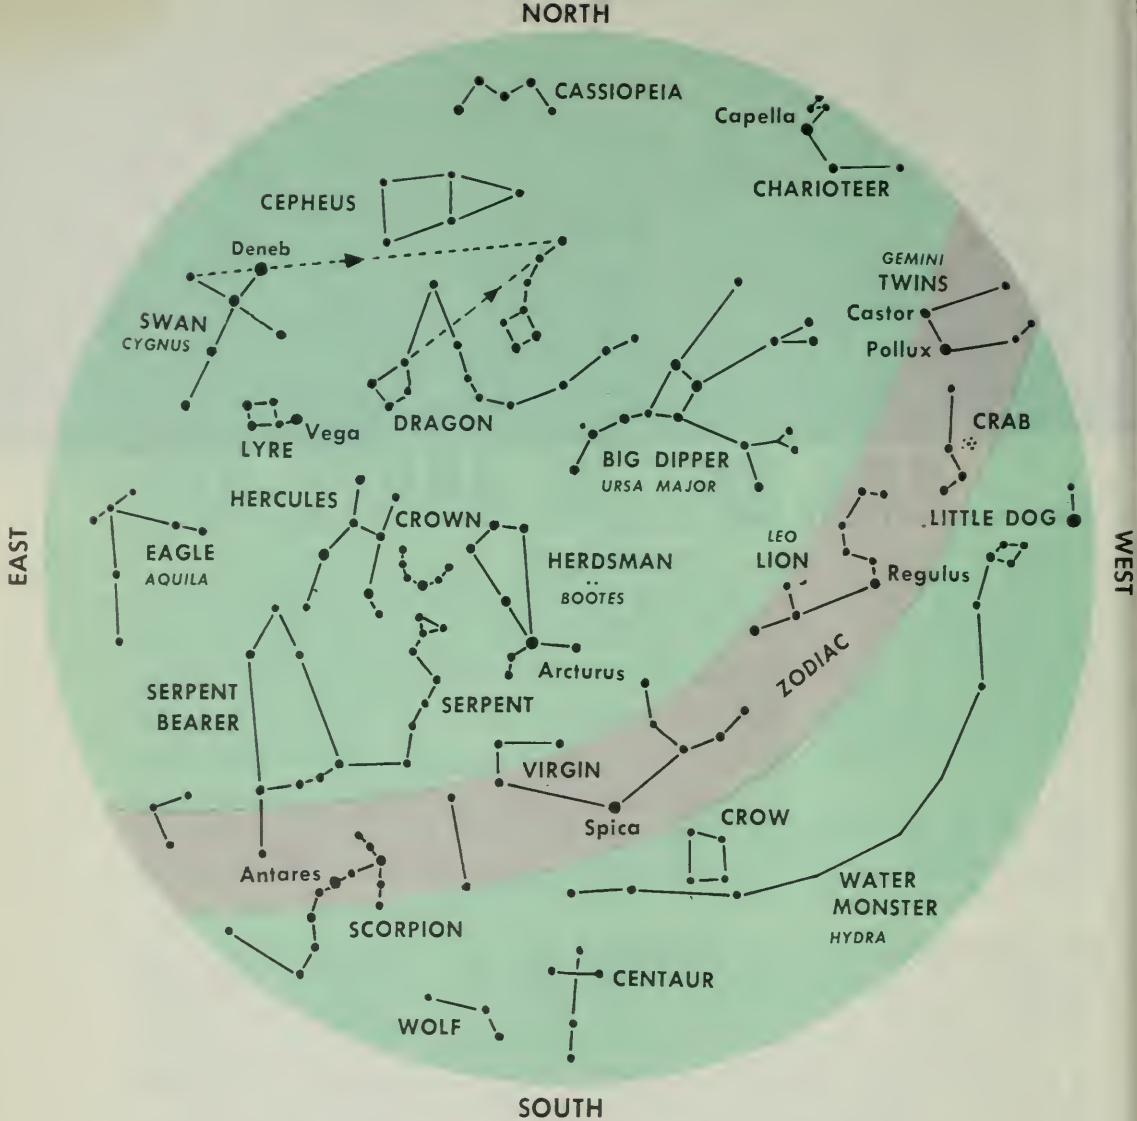 NORTH
CASSIOPEIA
Capella
CHARIOTEER
CEPHEUS
Deneb
GEMINI
TWINS
Castor
Pollux
SWAN
CYGNUS
DRAGON
LYRE
Vega
CRAB
BIG DIPPER
URSA MAJOR
HERCULES
CROWN
LITTLE DOG
EAGLE
AQUILA
HERDSMAN
BOÖTES
LEO
LION
Regulus
EAST
WEST
Arcturus
ZODIAC
SERPENT
BEARER
SERPENT
VIRGIN
Spica
CROW
Antares
SCORPION
WATER
MONSTER
HYDRA
CENTAUR
WOLF
SOUTH